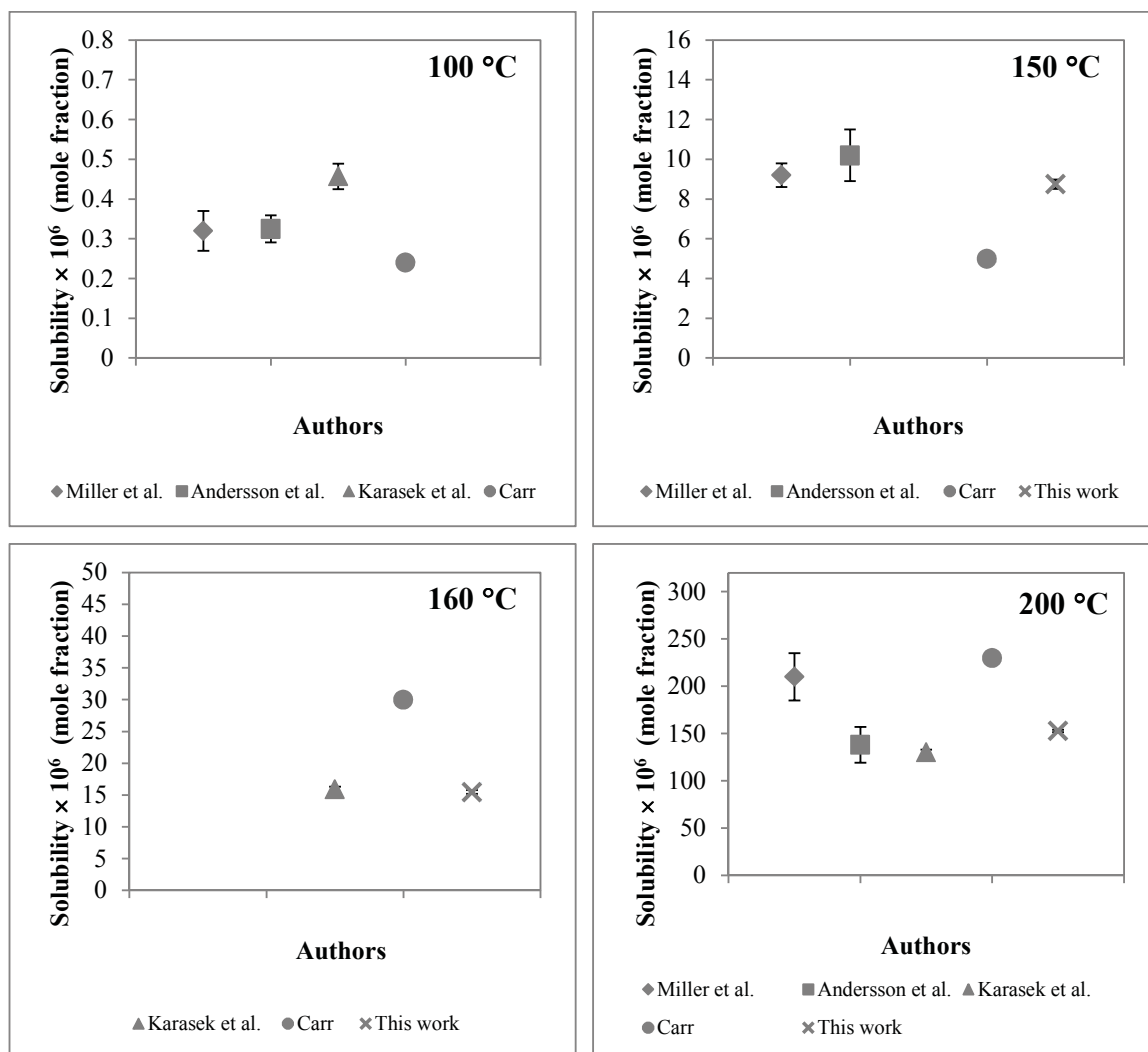 100 °C
Solubility × 10⁶ (mole fraction)
0.8
0.7
0.6
0.5
0.4
0.3
0.2
0.1
0
Authors
Miller et al. Andersson et al. Karasek et al. Carr
150 °C
Solubility × 10⁶ (mole fraction)
16
14
12
10
8
6
4
2
0
Authors
Miller et al. Andersson et al. Carr This work
160 °C
Solubility × 10⁶ (mole fraction)
50
45
40
35
30
25
20
15
10
5
0
Authors
Karasek et al. Carr This work
200 °C
Solubility × 10⁶ (mole fraction)
300
250
200
150
100
50
0
Authors
Miller et al. Andersson et al. Karasek et al.
Carr This work